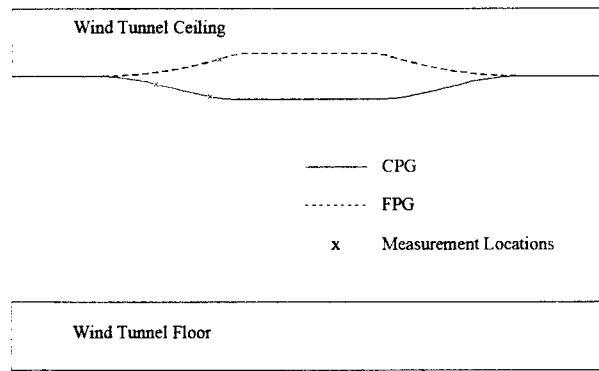 Wind Tunnel Ceiling
CPG
FPG
x Measurement Locations
Wind Tunnel Floor